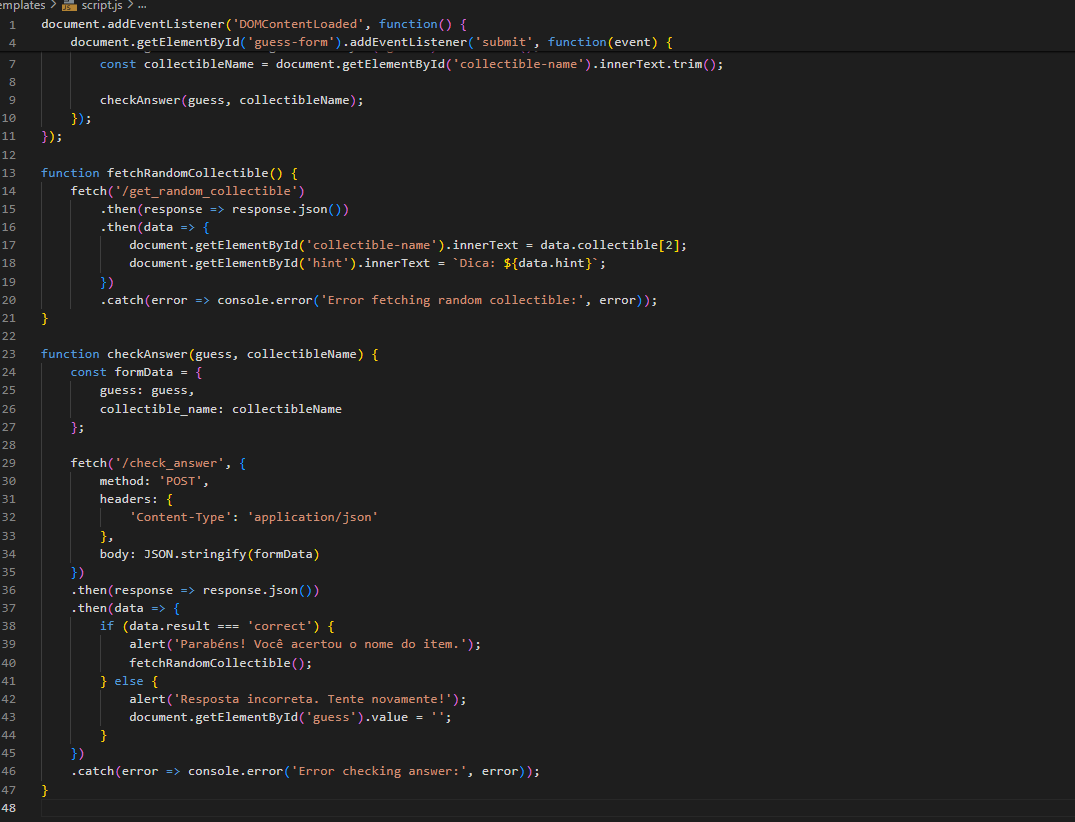 emplates > JS script.js > ...
1 document.addEventListener('DOMContentLoaded', function() {
4     document.getElementById('guess-form').addEventListener('submit', function(event) {
7         const collectibleName = document.getElementById('collectible-name').innerText.trim();
8
9         checkAnswer(guess, collectibleName);
10     });
11 });
12
13 function fetchRandomCollectible() {
14     fetch('/get_random_collectible')
15         .then(response => response.json())
16         .then(data => {
17             document.getElementById('collectible-name').innerText = data.collectible[2];
18             document.getElementById('hint').innerText = `Dica: ${data.hint}`;
19         })
20         .catch(error => console.error('Error fetching random collectible:', error));
21 }
22
23 function checkAnswer(guess, collectibleName) {
24     const formData = {
25         guess: guess,
26         collectible_name: collectibleName
27     };
28
29     fetch('/check_answer', {
30         method: 'POST',
31         headers: {
32             'Content-Type': 'application/json'
33         },
34         body: JSON.stringify(formData)
35     })
36     .then(response => response.json())
37     .then(data => {
38         if (data.result === 'correct') {
39             alert('Parabéns! Você acertou o nome do item.');
40             fetchRandomCollectible();
41         } else {
42             alert('Resposta incorreta. Tente novamente!');
43             document.getElementById('guess').value = '';
44         }
45     })
46     .catch(error => console.error('Error checking answer:', error));
47 }
48